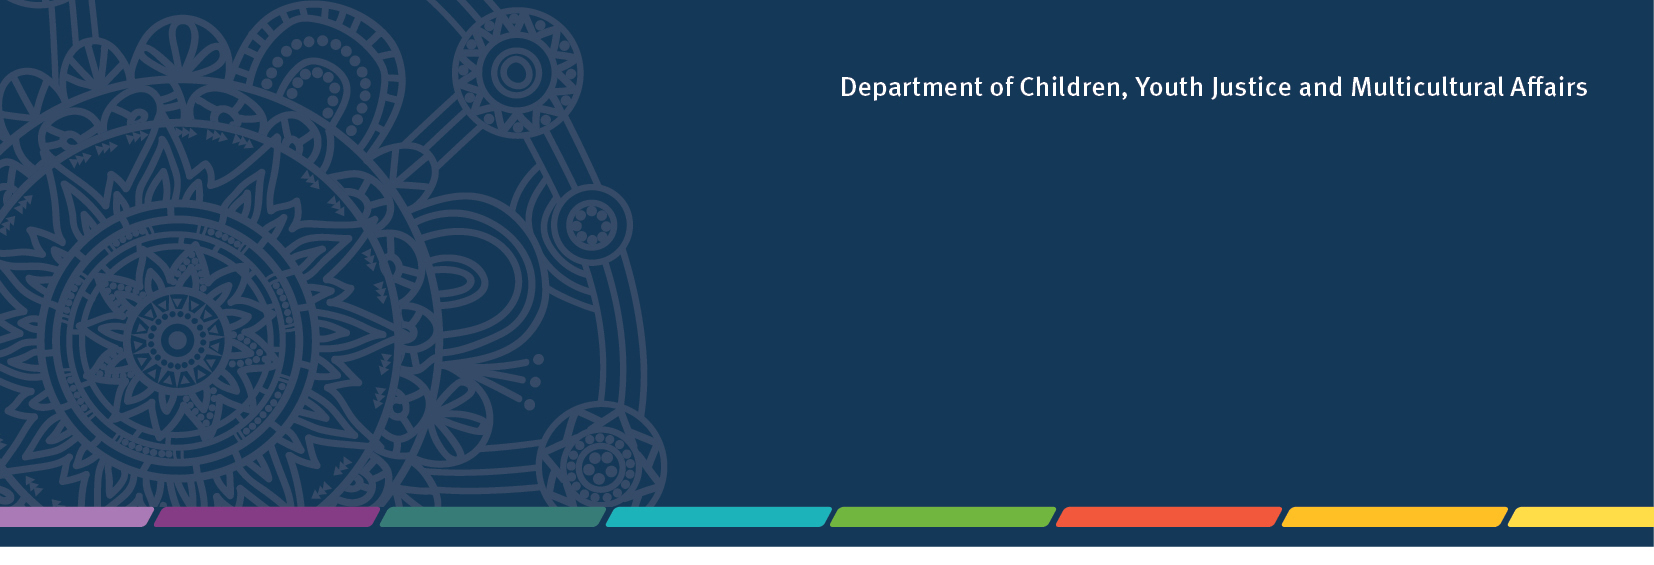 Department of Children, Youth Justice and Multicultural Affairs